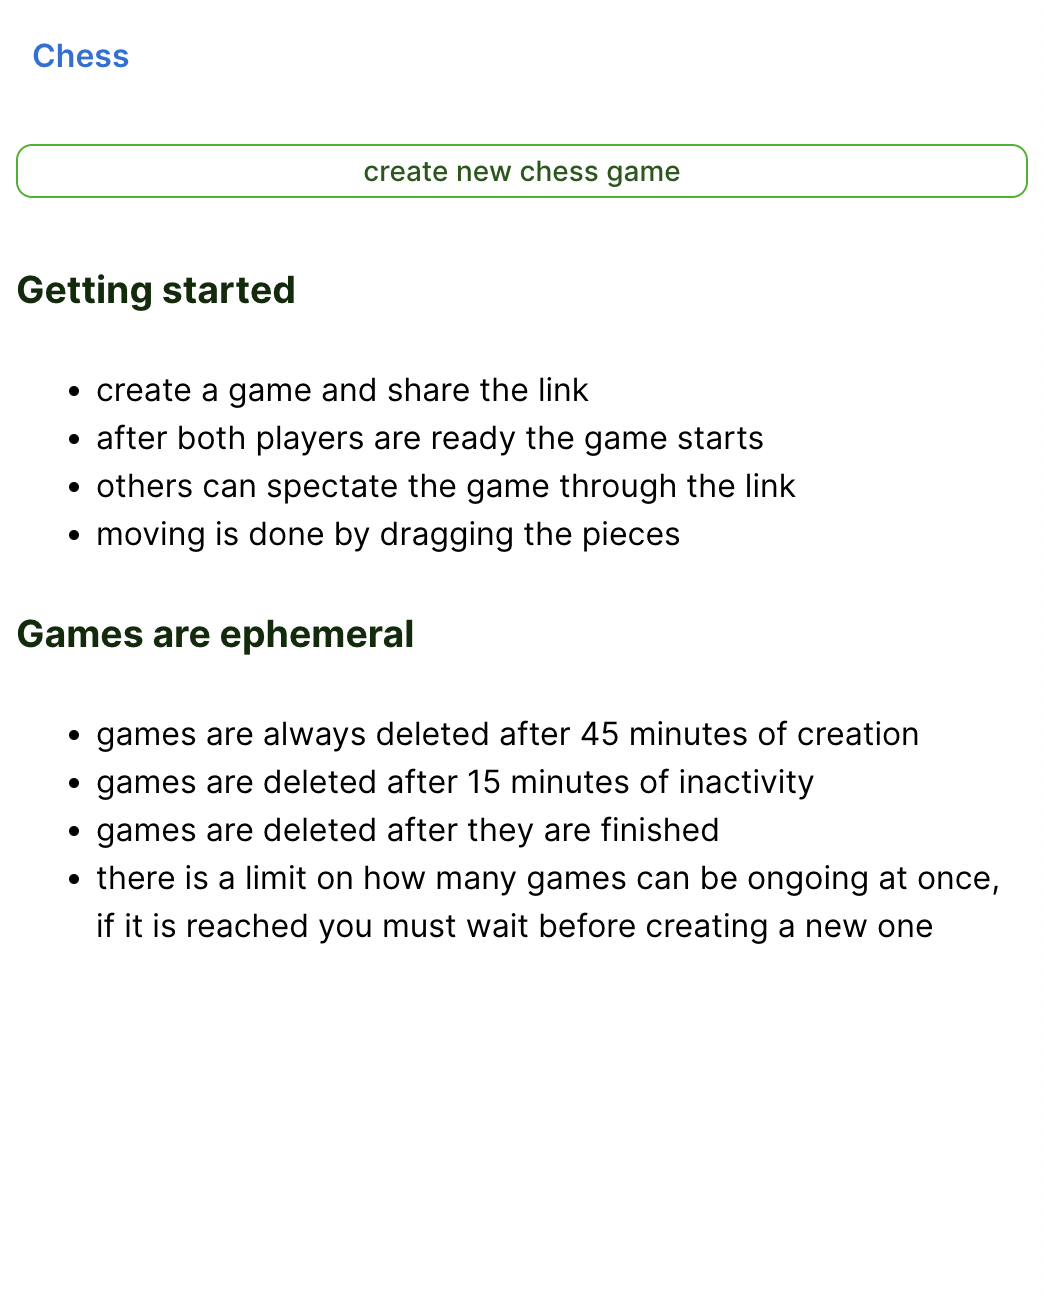 Chess
create new chess game
Getting started
• create a game and share the link
• after both players are ready the game starts
• others can spectate the game through the link
• moving is done by dragging the pieces
Games are ephemeral
• games are always deleted after 45 minutes of creation
• games are deleted after 15 minutes of inactivity
• games are deleted after they are finished
• there is a limit on how many games can be ongoing at once,
if it is reached you must wait before creating a new one